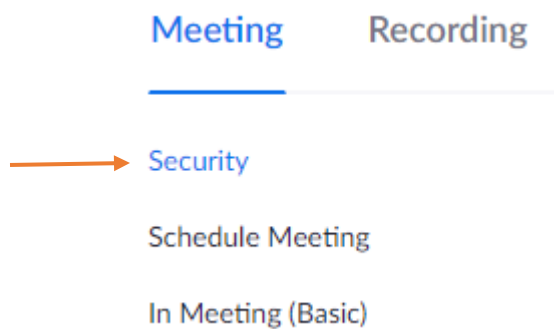 Meeting Recording
Security
Schedule Meeting
In Meeting (Basic)